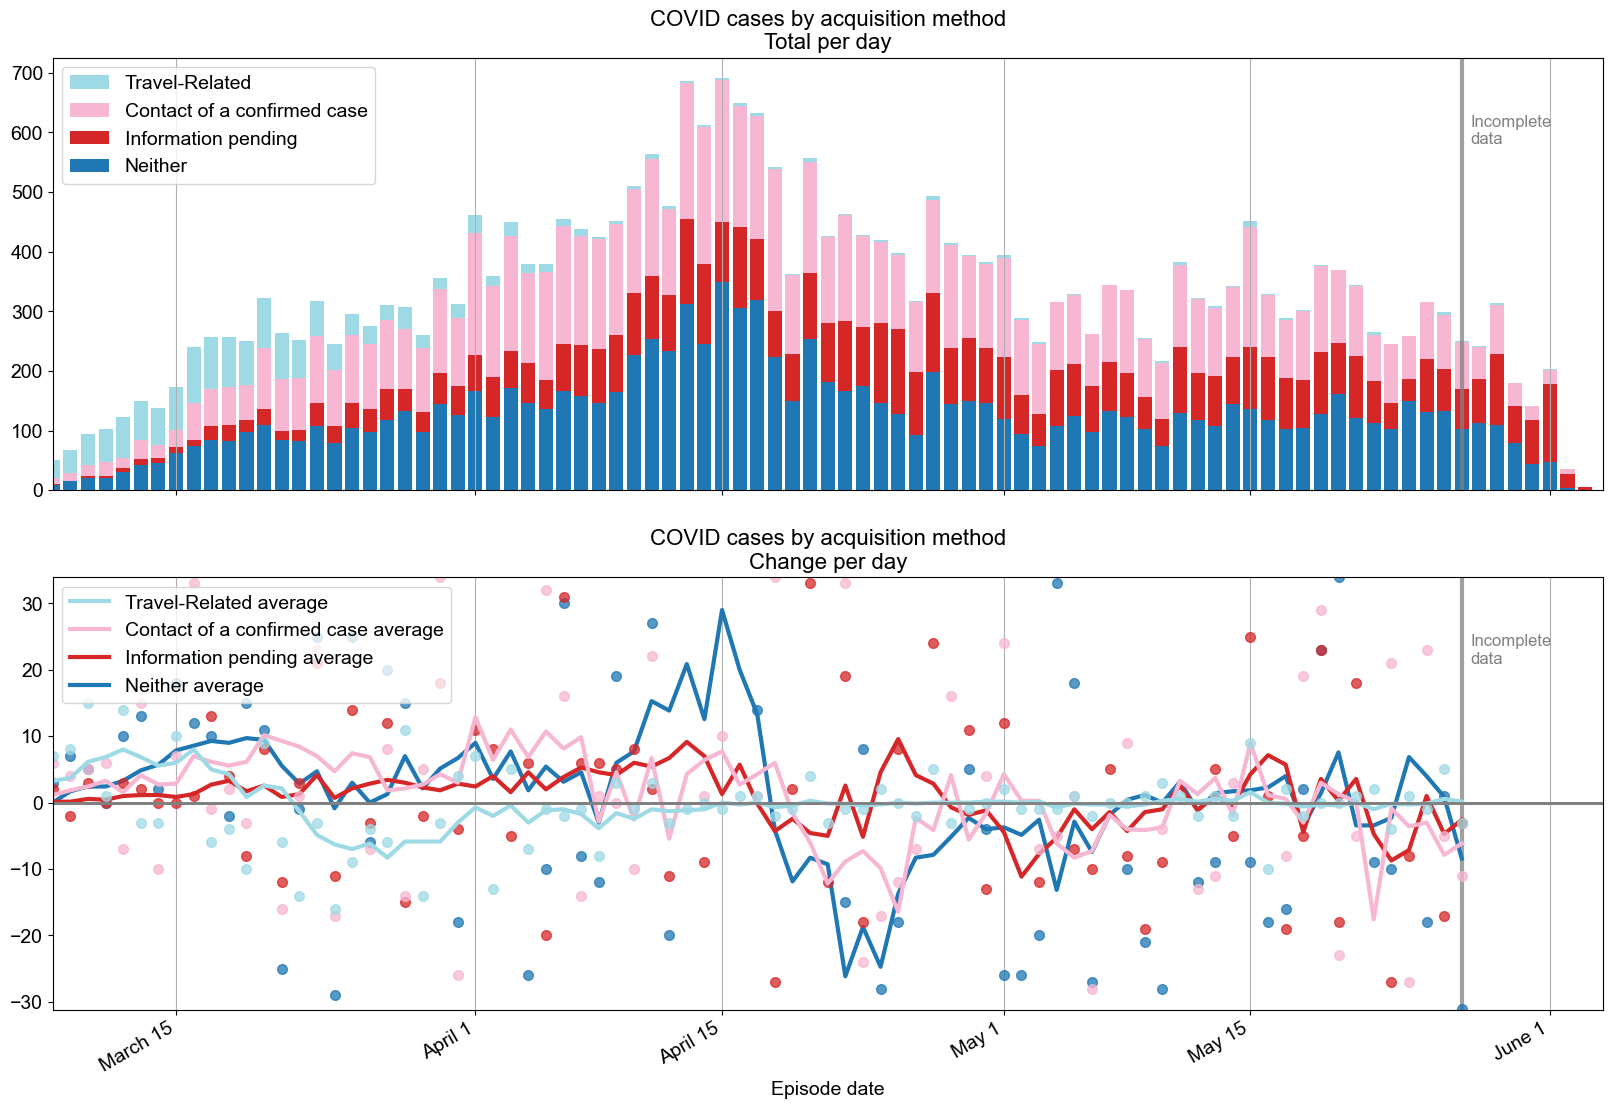 COVID cases by acquisition method
Total per day
700
600
500
400
300
200
100
0
Travel-Related
Contact of a confirmed case
Information pending
Neither
Incomplete
data
COVID cases by acquisition method
Change per day
30
20
10
0
−10
−20
−30
Travel-Related average
Contact of a confirmed case average
Information pending average
Neither average
Incomplete
data
March 15
April 1
April 15
May 1
May 15
June 1
Episode date